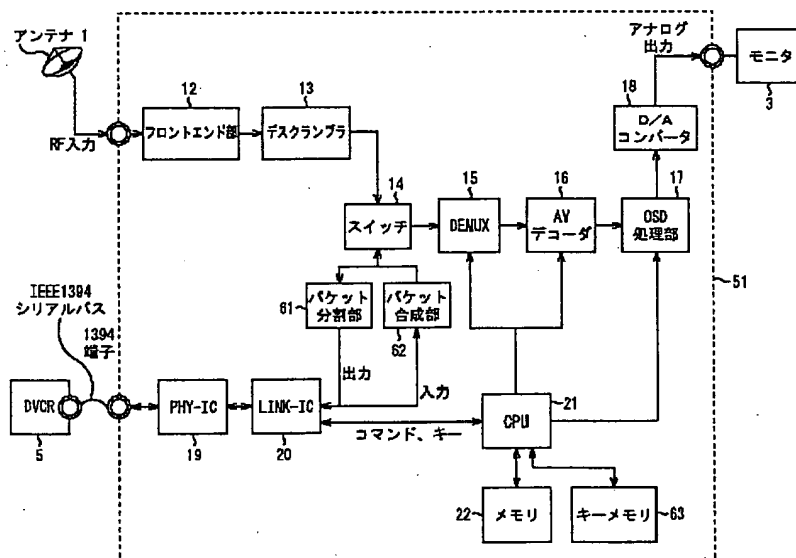 アンテナ 1
RF入力
12
フロントエンド部
13
デスクランブラ
14
スイッチ
15
DEMUX
16
AV
デコーダ
17
OSD
処理部
18
D/A
コンバータ
アナログ
出力
モニタ
3
51
61
パケット
分割部
パケット
合成部
62
出力
入力
IEEE1394
シリアルバス
1394
端子
DVCR
5
PHY-IC
19
LINK-IC
20
コマンド、キー
CPU
21
22
メモリ
キーメモリ
63